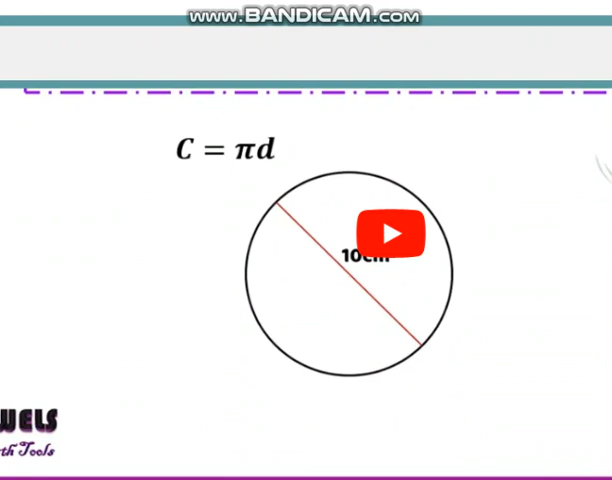 www.BANDICAM.com
C = πd
10cm
WELS
th Tools